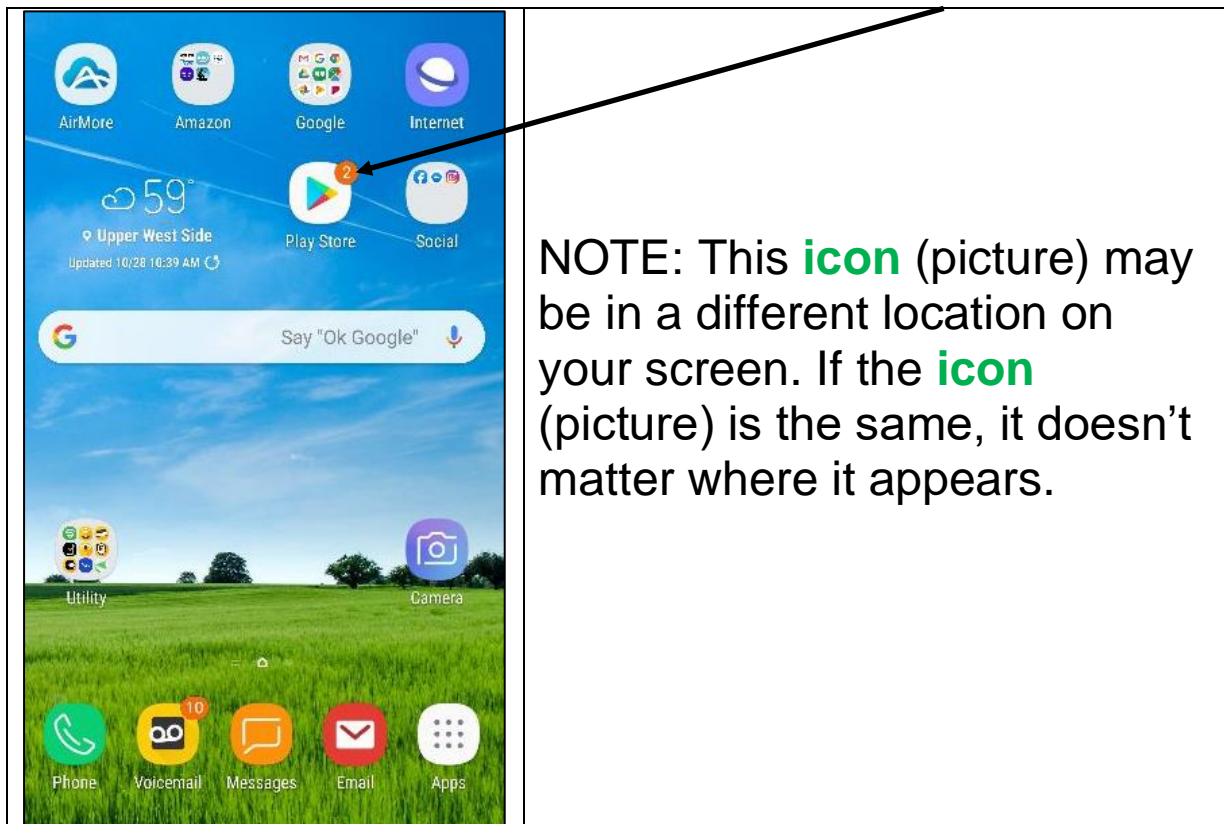 AirMore Amazon Google Internet
2
59°
Upper West Side
Updated 10/28 10:39 AM
Play Store Social
G Say "Ok Google"
Utility Camera
10
Phone Voicemail Messages Email Apps
NOTE: This icon (picture) may
be in a different location on
your screen. If the icon
(picture) is the same, it doesn’t
matter where it appears.